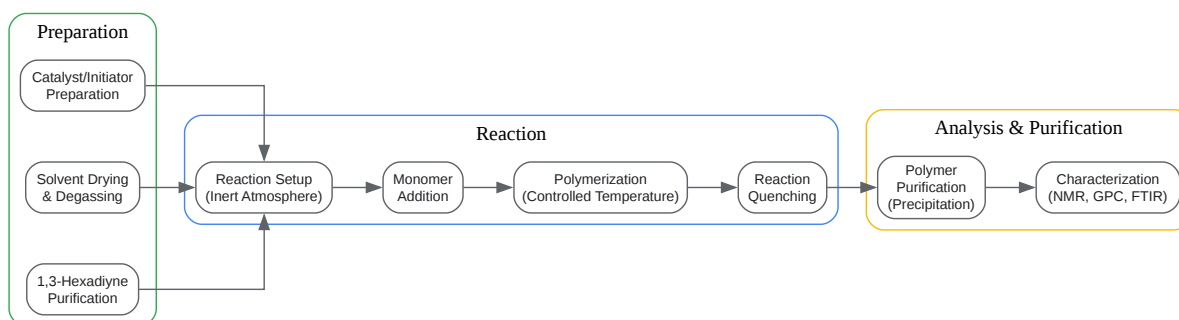 Preparation
Catalyst/Initiator
Preparation
Solvent Drying
& Degassing
1,3-Hexadiyne
Purification
Reaction
Reaction Setup
(Inert Atmosphere)
Monomer
Addition
Polymerization
(Controlled Temperature)
Reaction
Quenching
Analysis & Purification
Polymer
Purification
(Precipitation)
Characterization
(NMR, GPC, FTIR)